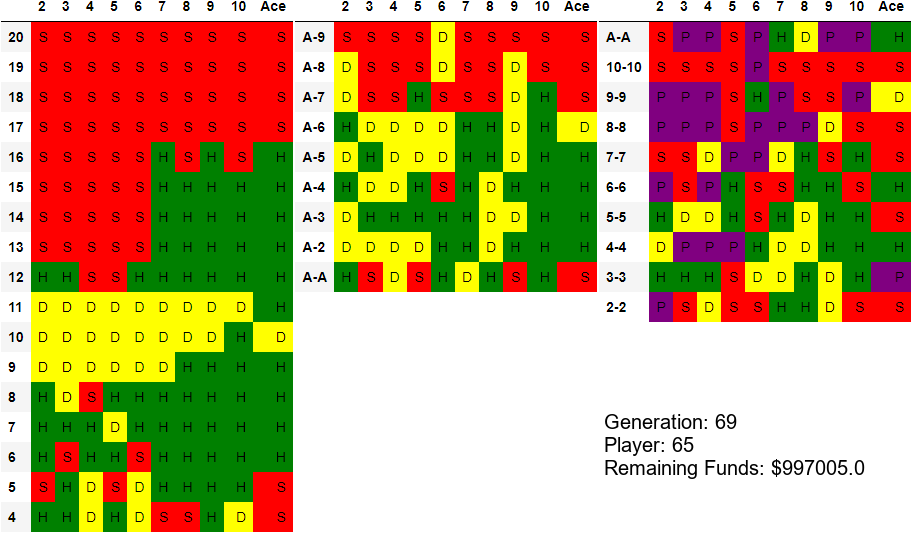 2 3 4 5 6 7 8 9 10 Ace
20 S S S S S S S S S S
19 S S S S S S S S S S
18 S S S S S S S S S S
17 S S S S S S S S S S
16 S S S S S H S H S H
15 S S S S S H H H H H
14 S S S S S H H H H H
13 S S S S S H H H H H
12 H H S S H H H H H H
11 D D D D D D D D D H
10 D D D D D D D D H D
9 D D D D D D H H H H
8 H D S H H H H H H H
7 H H H D H H H H H H
6 H S H H S H H H H H
5 S H D S D H H H H S
4 H H D H D S S H D S
2 3 4 5 6 7 8 9 10 Ace
A-9 S S S S D S S S S S
A-8 D S S S D S S D S S
A-7 D S S H S S S D H S
A-6 H D D D D H H D H D
A-5 D H D D D H H D H H
A-4 H D D H S H D H H H
A-3 D H H H H H D D H H
A-2 D D D D H H D H H H
A-A H S D S H D H S H S
2 3 4 5 6 7 8 9 10 Ace
A-A S P P S P H D P P H
10-10 S S S S P S S S S S
9-9 P P P S H P S S P D
8-8 P P P S P P P D S S
7-7 S S D P P D H S H S
6-6 P S P H S S H H S H
5-5 H D D H S H D H H S
4-4 D P P P H D D H H H
3-3 H H H S D D H D H P
2-2 P S D S S H H D S S
Generation: 69
Player: 65
Remaining Funds: $997005.0